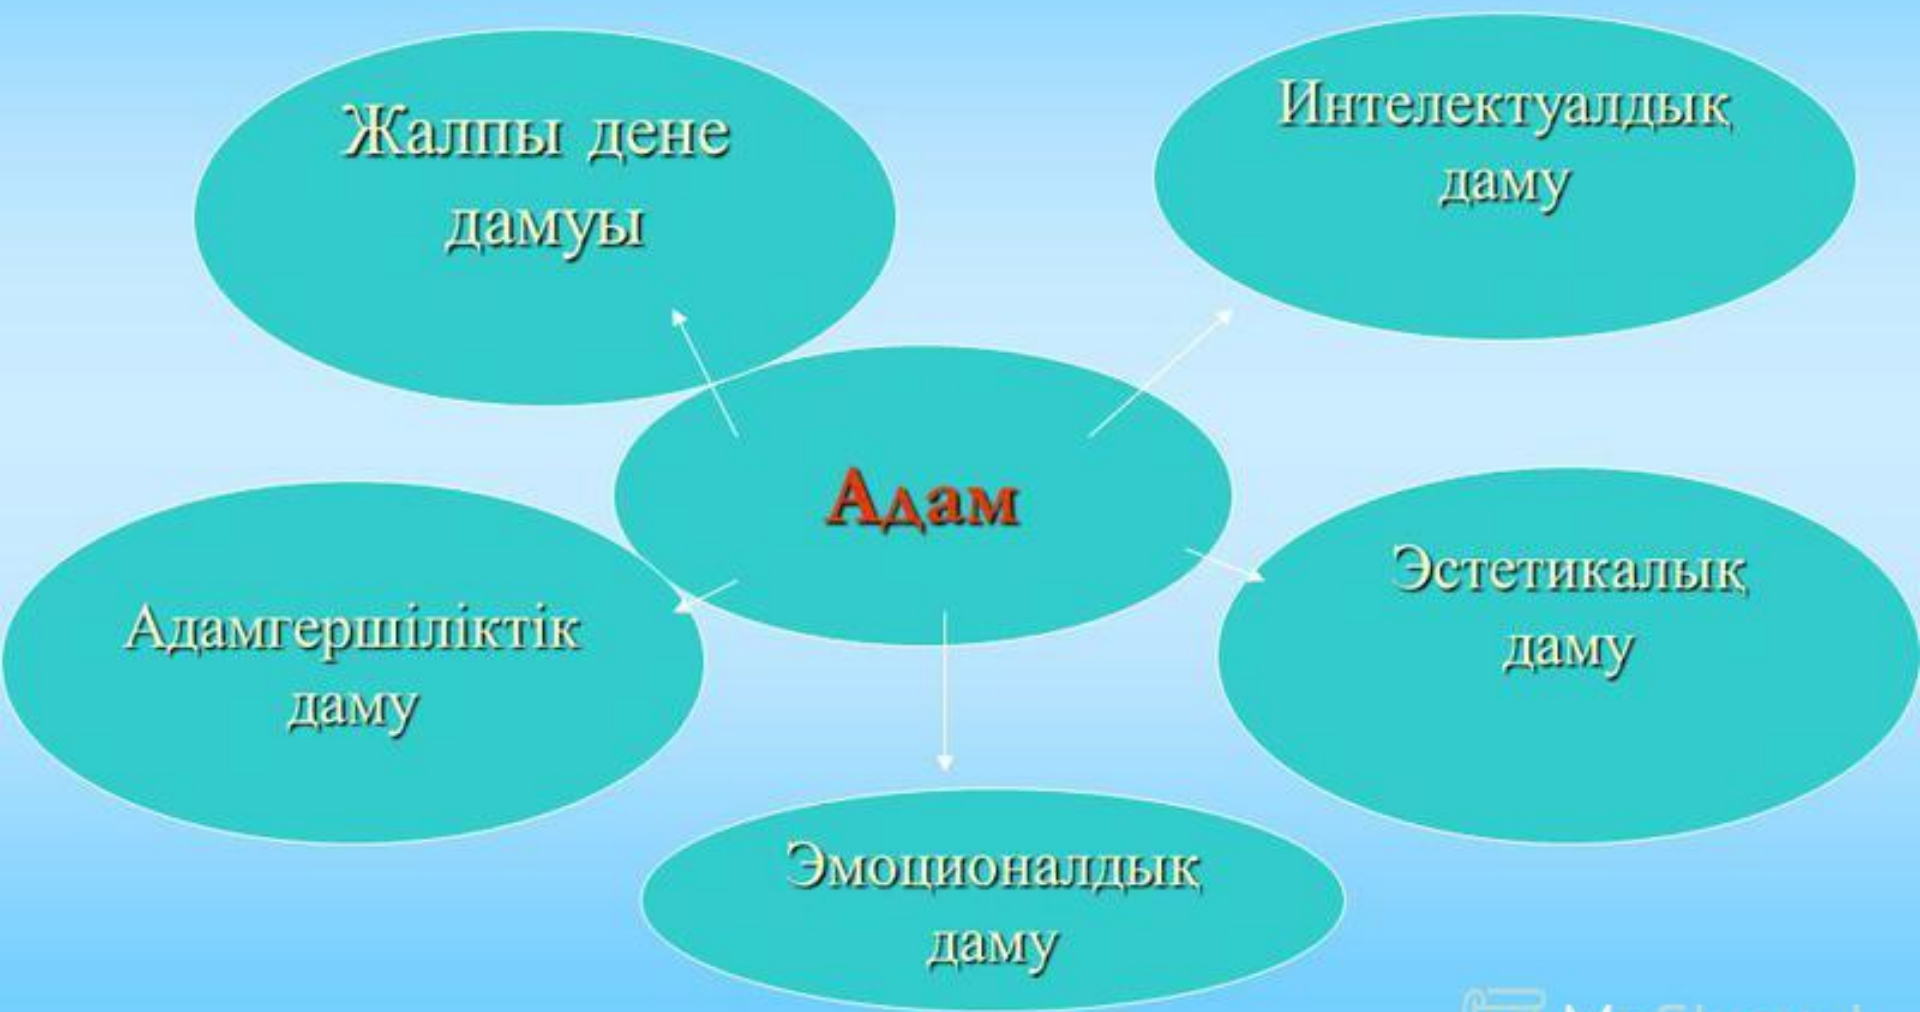 Жалпы дене
дамуы
Интелектуалдық
даму
Адам
Адамгершіліктік
даму
Эстетикалық
даму
Эмоционалдық
даму